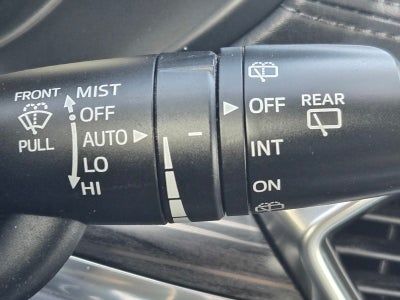 FRONT MIST
OFF
PULL AUTO
LO
HI
OFF REAR
INT
ON